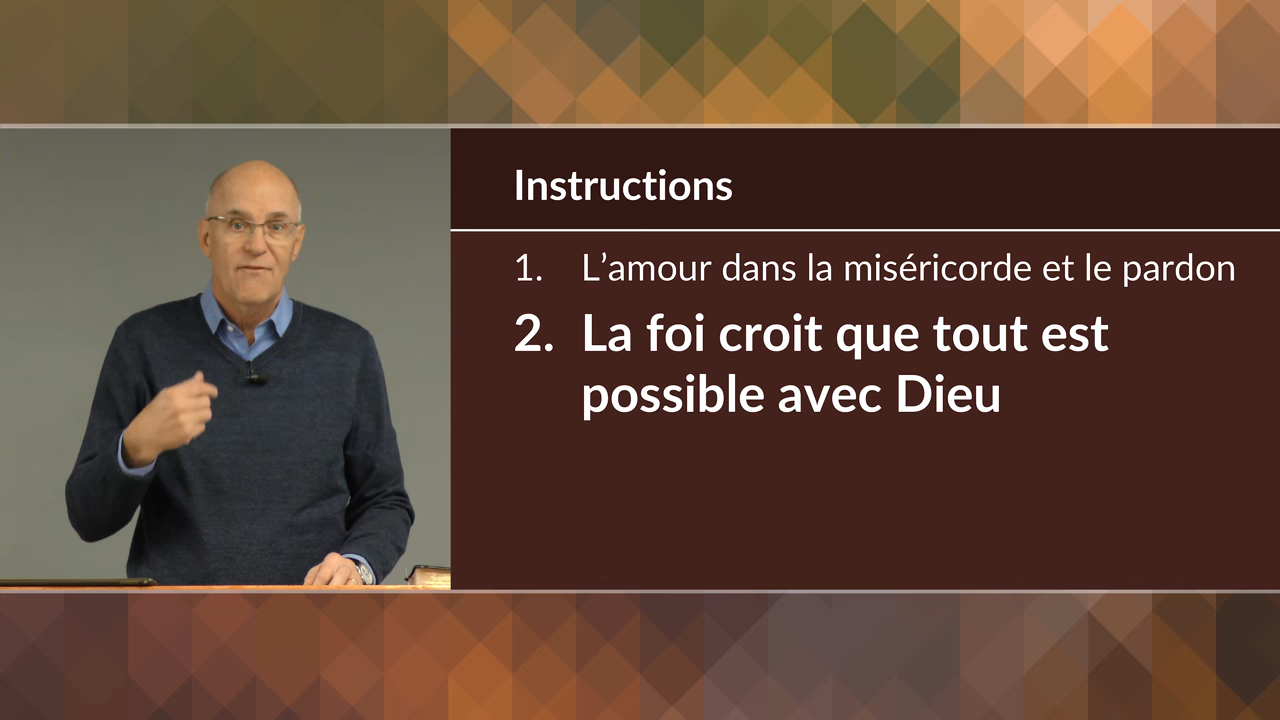 Instructions
1. L’amour dans la miséricorde et le pardon
2. La foi croit que tout est
possible avec Dieu